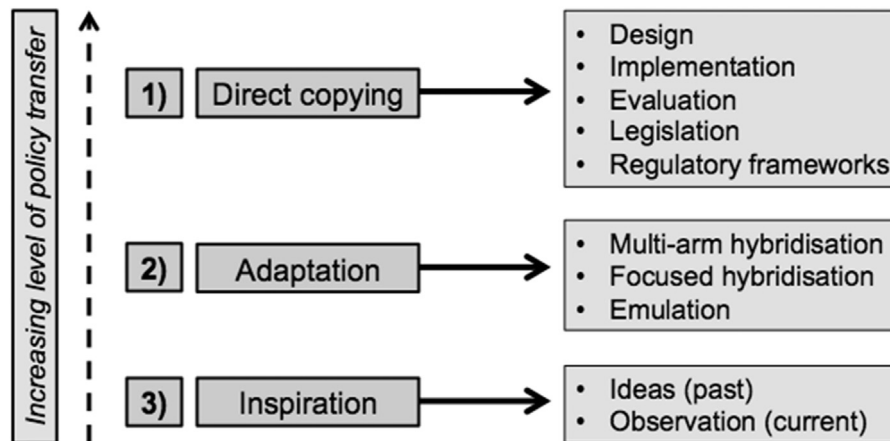 Increasing level of policy transfer
1) Direct copying
• Design
• Implementation
• Evaluation
• Legislation
• Regulatory frameworks
2) Adaptation
• Multi-arm hybridisation
• Focused hybridisation
• Emulation
3) Inspiration
• Ideas (past)
• Observation (current)